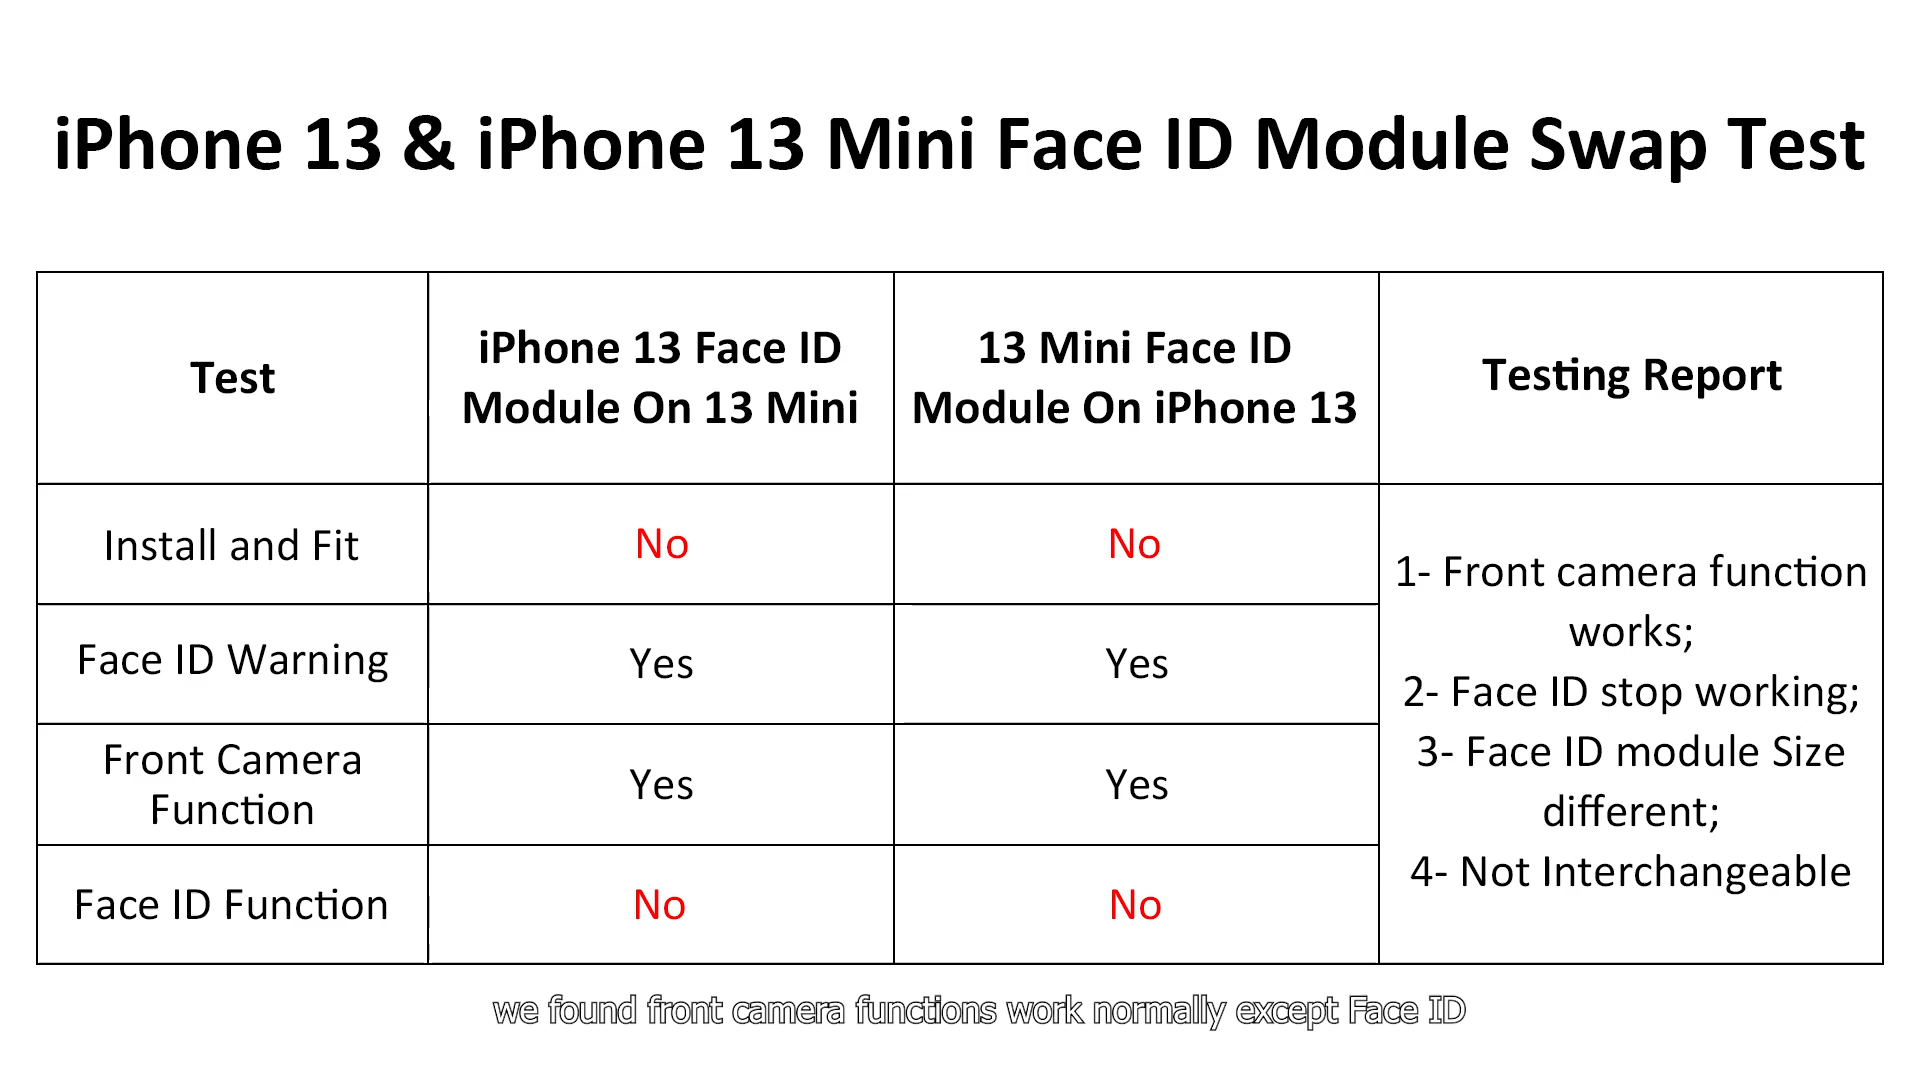 iPhone 13 & iPhone 13 Mini Face ID Module Swap Test
Test
iPhone 13 Face ID
Module On 13 Mini
13 Mini Face ID
Module On iPhone 13
Testing Report
Install and Fit
No
No
Face ID Warning
Yes
Yes
Front Camera
Function
Yes
Yes
Face ID Function
No
No
1- Front camera function
works;
2- Face ID stop working;
3- Face ID module Size
different;
4- Not Interchangeable
we found front camera functions work normally except Face ID